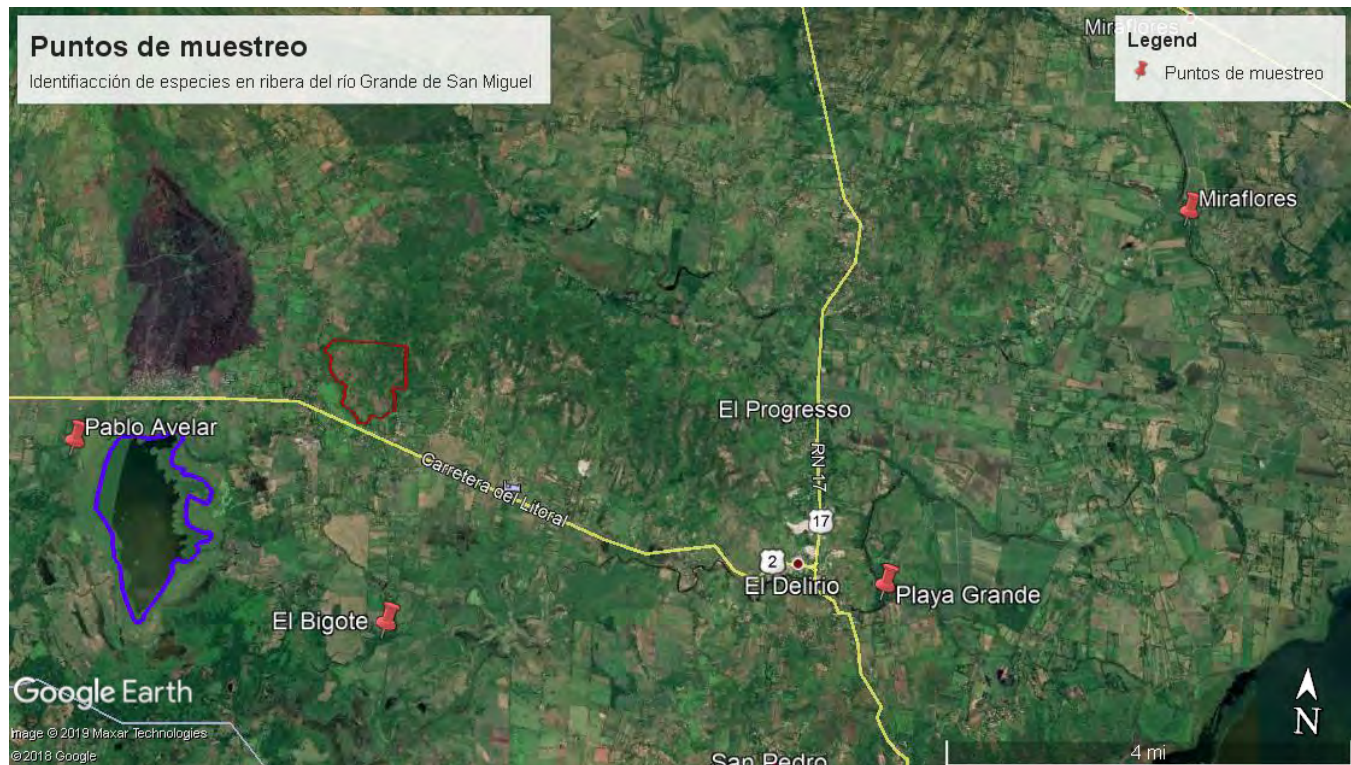 Puntos de muestreo
Identifiacción de especies en ribera del río Grande de San Miguel
Miraflores
Legend
Puntos de muestreo
Miraflores
Pablo Avelar
El Progresso
Carretera del Litoral
RN 17
17
2
El Delirio
Playa Grande
El Bigote
Google Earth
Image © 2019 Maxar Technologies
© 2018 Google
San Pedro
4 mi
N